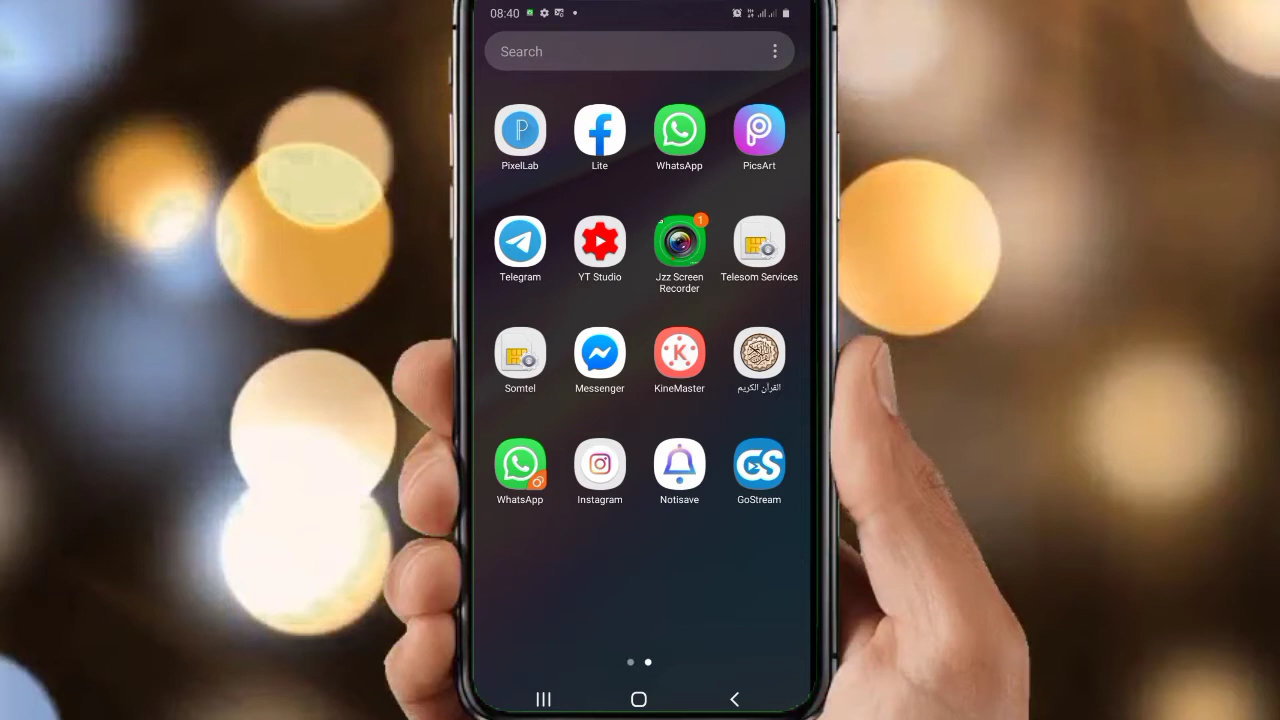 08:40
Search
PixelLab
Lite
WhatsApp
PicsArt
1
Telegram
YT Studio
Jzz Screen
Recorder
Telesom Services
Somtel
Messenger
KineMaster
القرآن الكريم
WhatsApp
Instagram
Notisave
GoStream